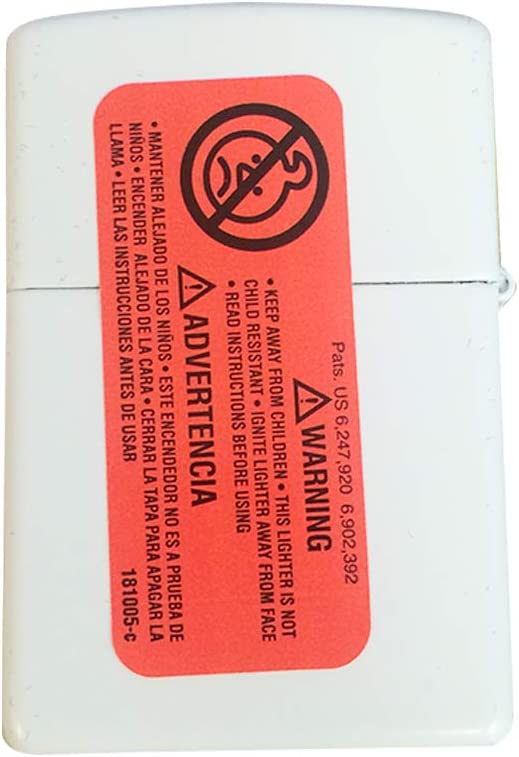 Pats. US 6,247,920 6,902,392
⚠ WARNING
• KEEP AWAY FROM CHILDREN • THIS LIGHTER IS NOT
CHILD RESISTANT • IGNITE LIGHTER AWAY FROM FACE
• READ INSTRUCTIONS BEFORE USING
⚠ ADVERTENCIA
• MANTENER ALEJADO DE LOS NIÑOS • ESTE ENCENDEDOR NO ES A PRUEBA DE
NIÑOS • ENCENDER ALEJADO DE LA CARA • CERRAR LA TAPA PARA APAGAR LA
LLAMA • LEER LAS INSTRUCCIONES ANTES DE USAR
181005-c